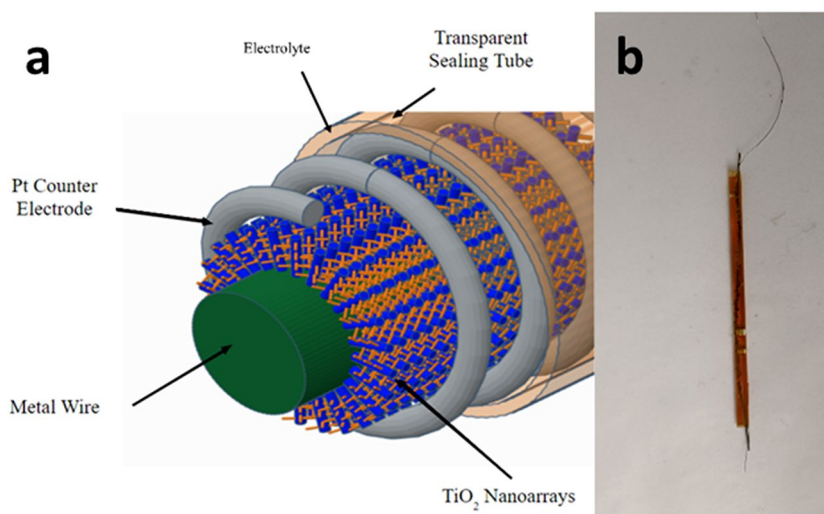 a
Electrolyte
Transparent
Sealing Tube
b
Pt Counter
Electrode
Metal Wire
TiO₂ Nanoarrays